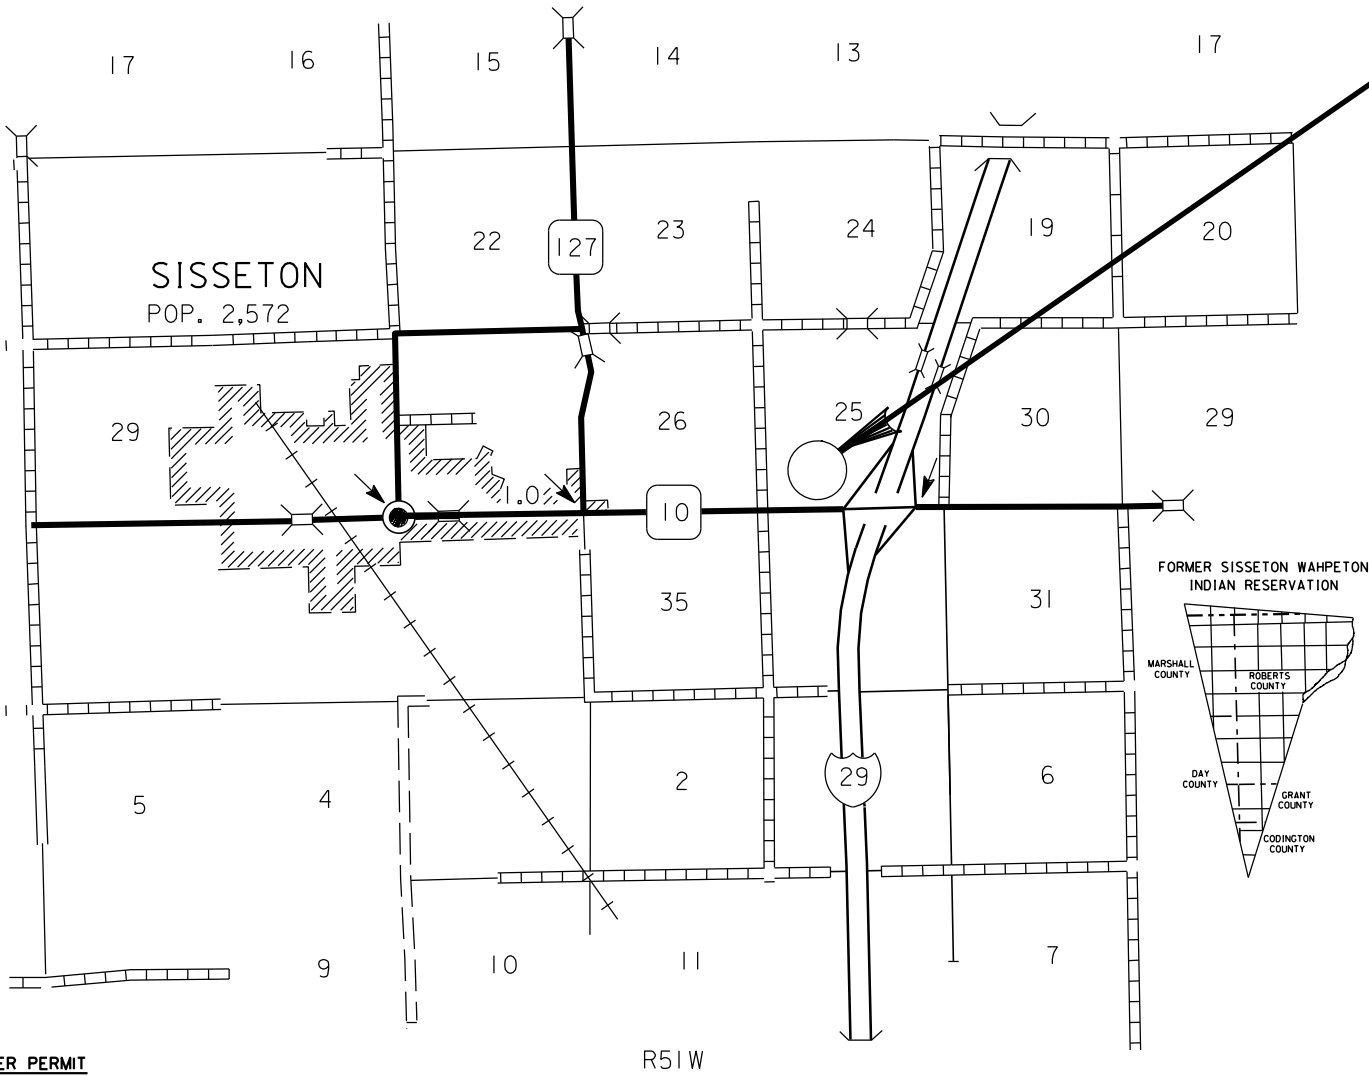 17
16
15
14
13
17
22
127
23
24
19
20
SISSETON
POP. 2,572
29
26
25
30
29
1.0
10
35
31
FORMER SISSETON WAHPETON
INDIAN RESERVATION
MARSHALL
COUNTY
ROBERTS
COUNTY
5
4
2
29
6
DAY
COUNTY
GRANT
COUNTY
CODINGTON
COUNTY
9
10
11
7
ER PERMIT
R51W